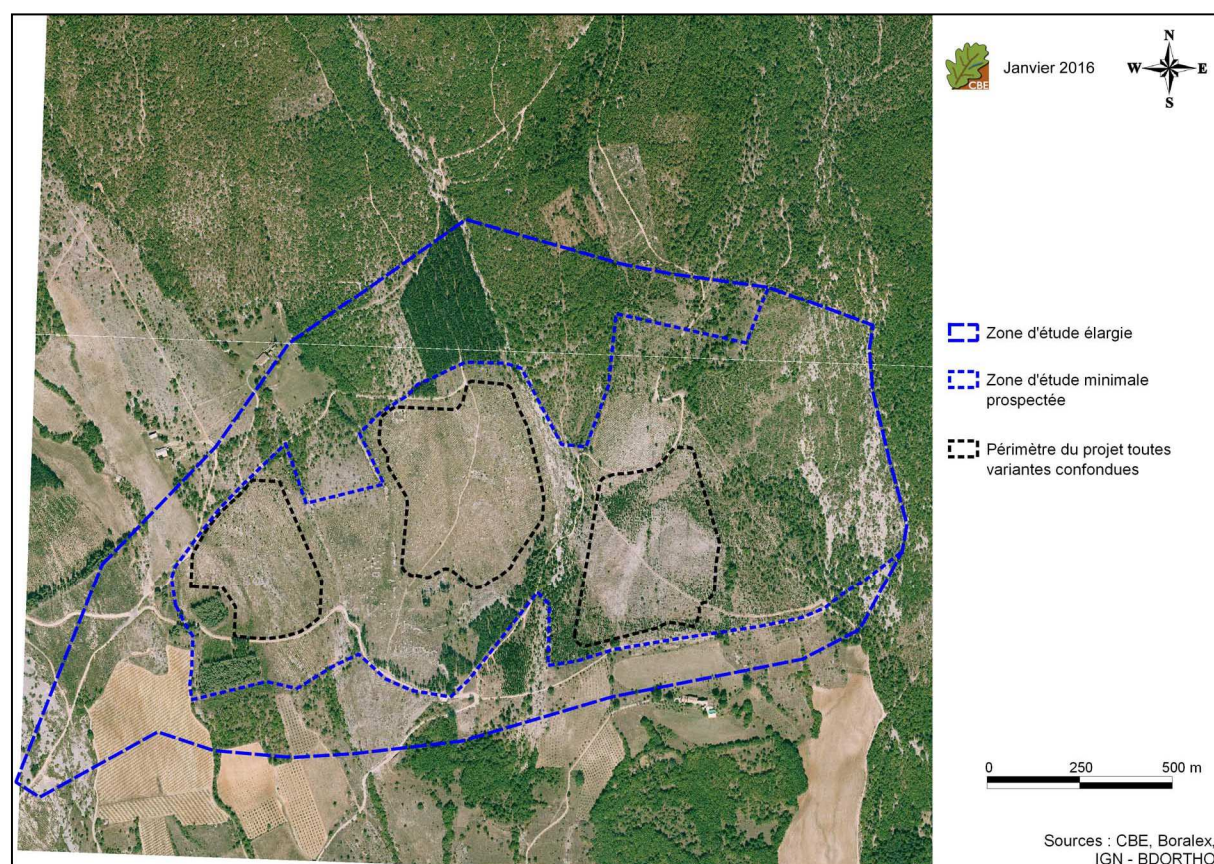 Janvier 2016
CBE
N
W E
S
Zone d'étude élargie
Zone d'étude minimale
prospectée
Périmètre du projet toutes
variantes confondues
0 250 500 m
Sources : CBE, Boralex,
IGN - BDORTHO